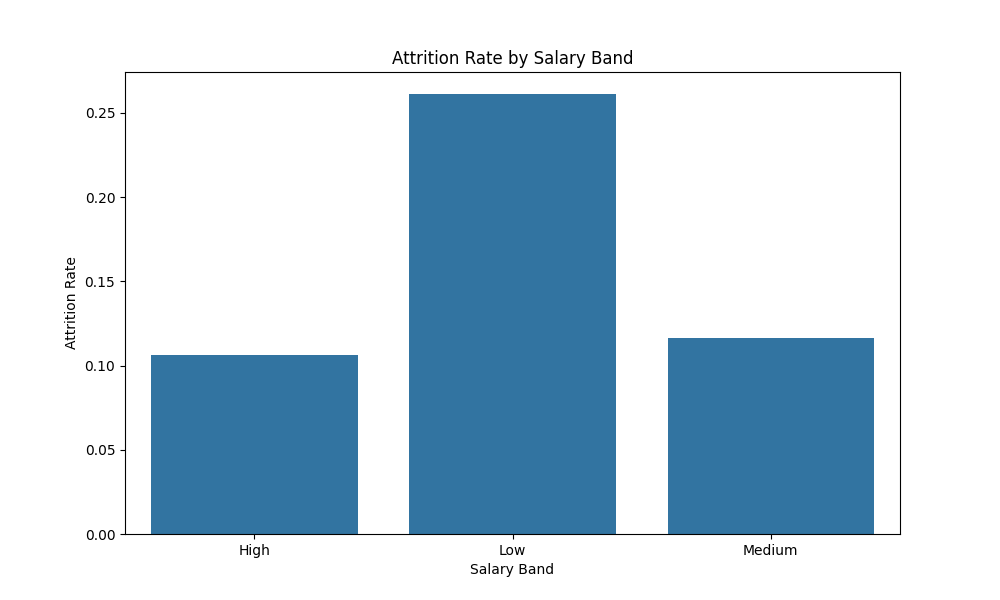 Attrition Rate by Salary Band
Attrition Rate
0.25
0.20
0.15
0.10
0.05
0.00
High Low Medium
Salary Band